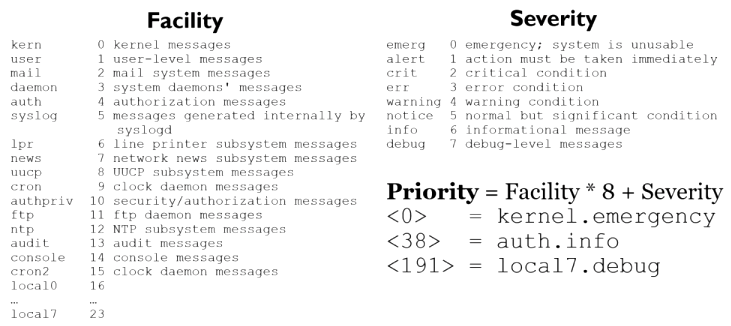 Facility
kern 0 kernel messages
user 1 user-level messages
mail 2 mail system messages
daemon 3 system daemons' messages
auth 4 authorization messages
syslog 5 messages generated internally by
syslogd
lpr 6 line printer subsystem messages
news 7 network news subsystem messages
uucp 8 UUCP subsystem messages
cron 9 clock daemon messages
authpriv 10 security/authorization messages
ftp 11 ftp daemon messages
ntp 12 NTP subsystem messages
audit 13 audit messages
console 14 console messages
cron2 15 clock daemon messages
local0 16
… …
local7 23
Severity
emerg 0 emergency; system is unusable
alert 1 action must be taken immediately
crit 2 critical condition
err 3 error condition
warning 4 warning condition
notice 5 normal but significant condition
info 6 informational message
debug 7 debug-level messages
Priority = Facility * 8 + Severity
<0> = kernel.emergency
<38> = auth.info
<191> = local7.debug